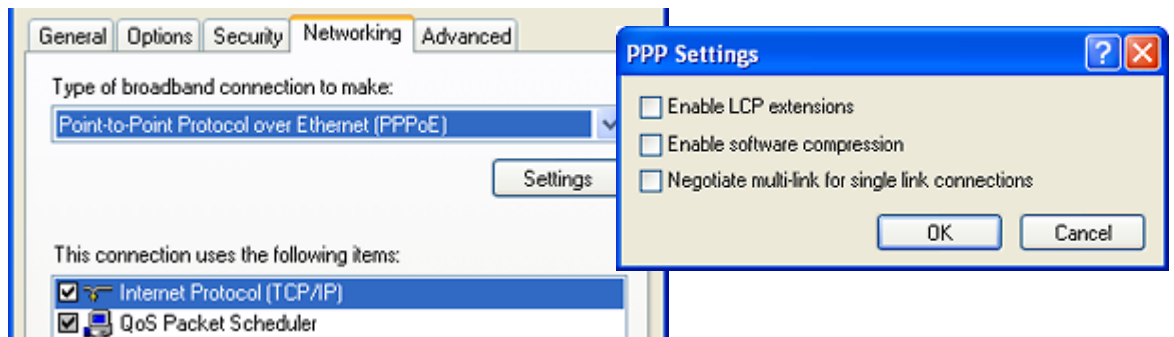 General Options Security Networking Advanced
Type of broadband connection to make:
Point-to-Point Protocol over Ethernet (PPPoE)
Settings
This connection uses the following items:
Internet Protocol (TCP/IP)
QoS Packet Scheduler
PPP Settings
Enable LCP extensions
Enable software compression
Negotiate multi-link for single link connections
OK Cancel